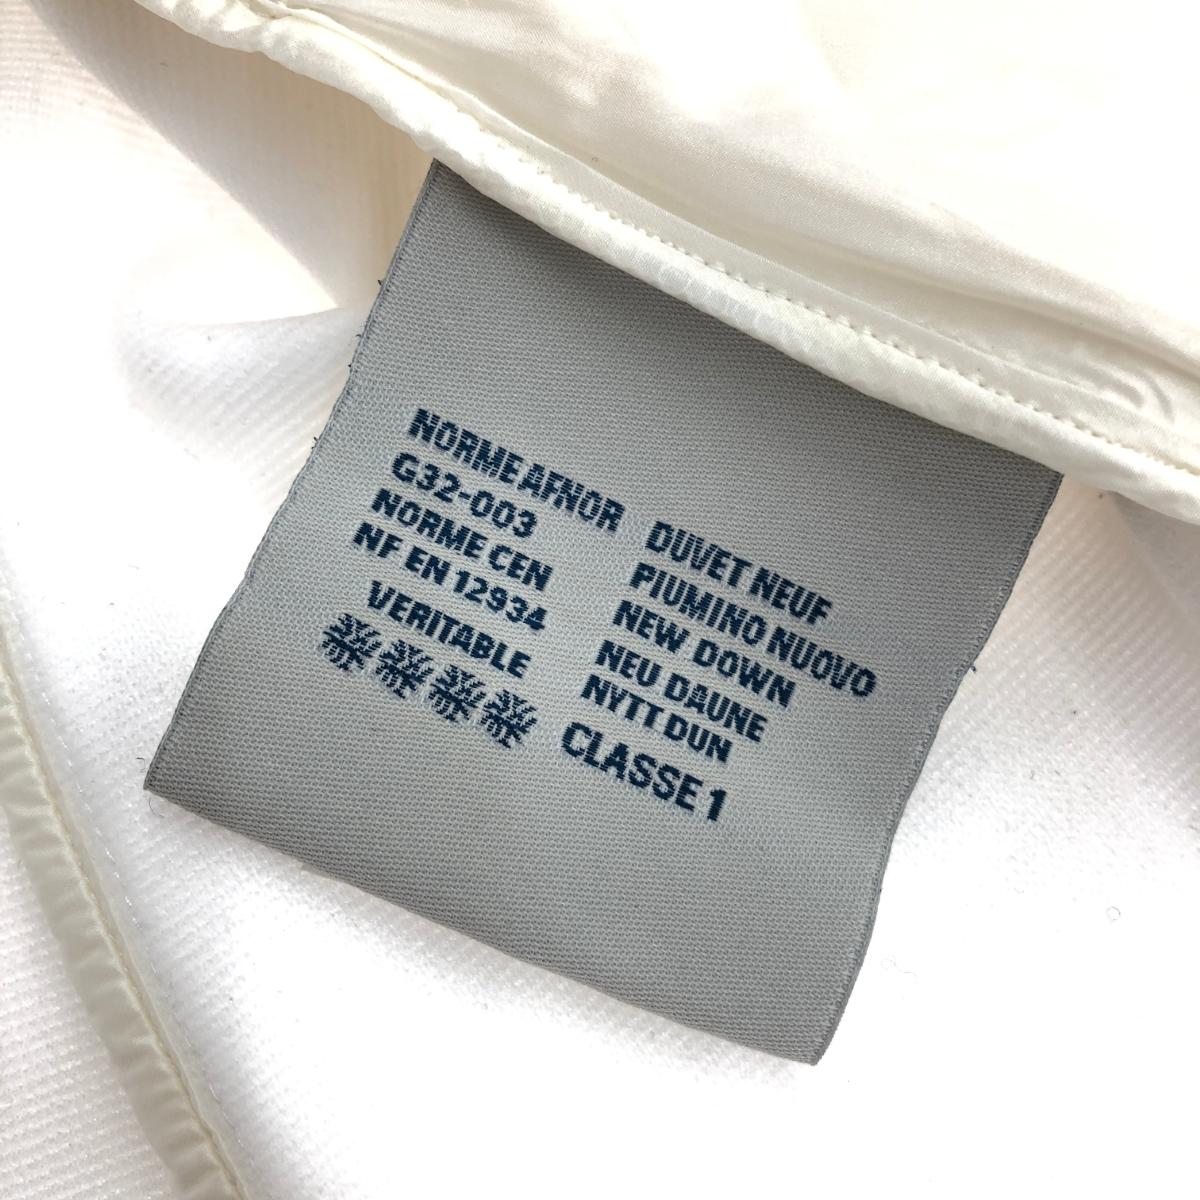 NORME AFNOR
G32-003
NORME CEN
NF EN 12934
VERITABLE
DUVET NEUF
PIUMINO NUOVO
NEW DOWN
NEU DAUNE
NYTT DUN
CLASSE 1